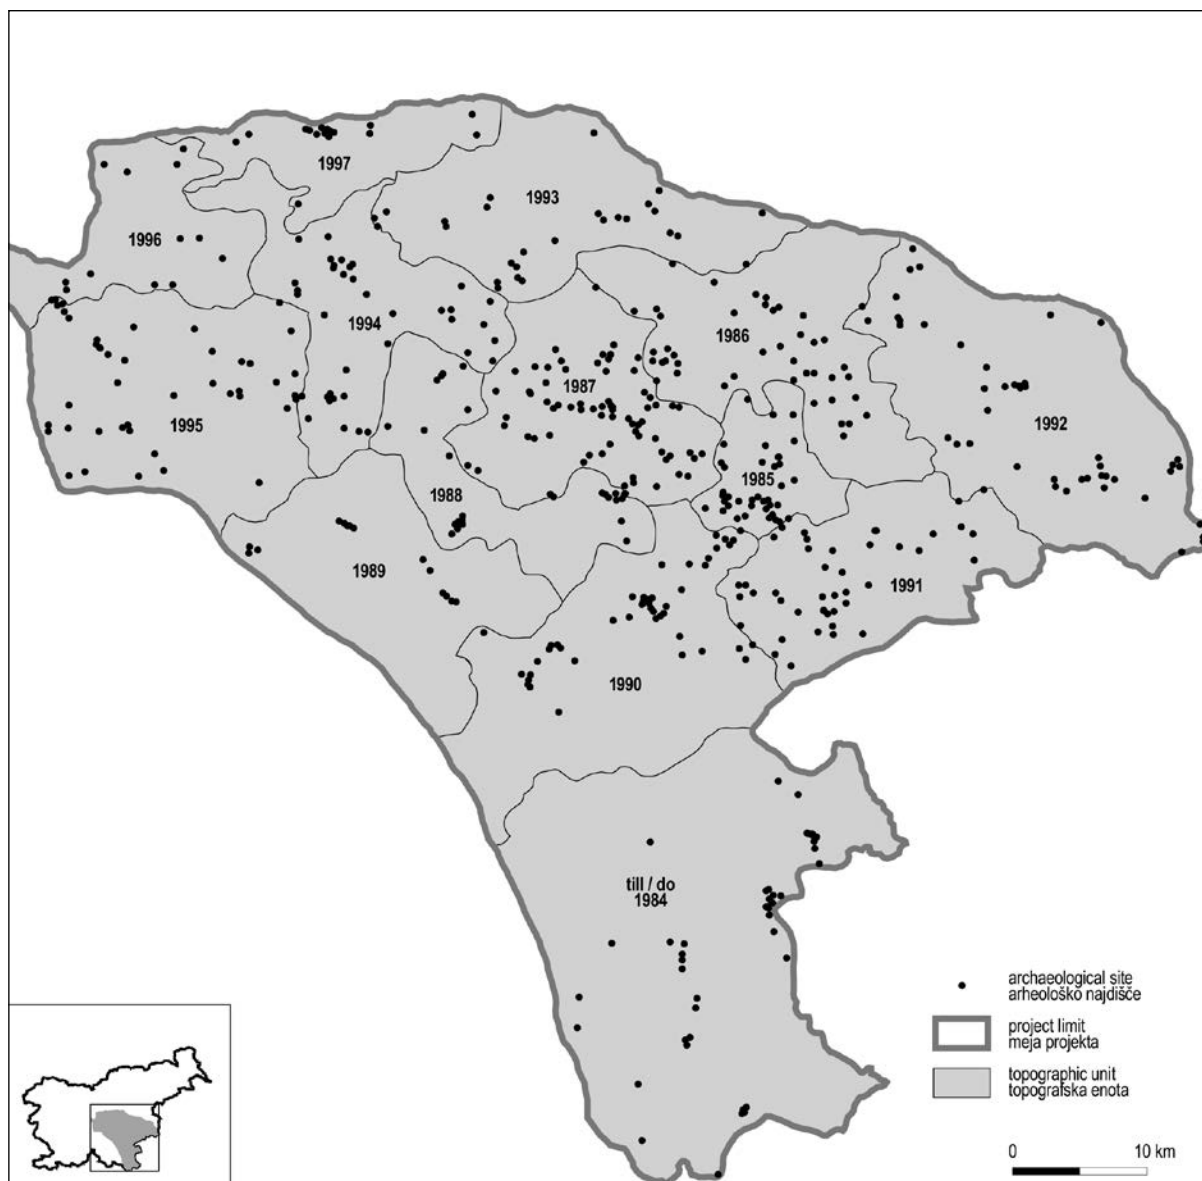 1997
1993
1996
1994
1986
1987
1995
1992
1988
1985
1989
1991
1990
till / do
1984
archaeological site
arheološko najdišče
project limit
meja projekta
topographic unit
topografska enota
0 10 km